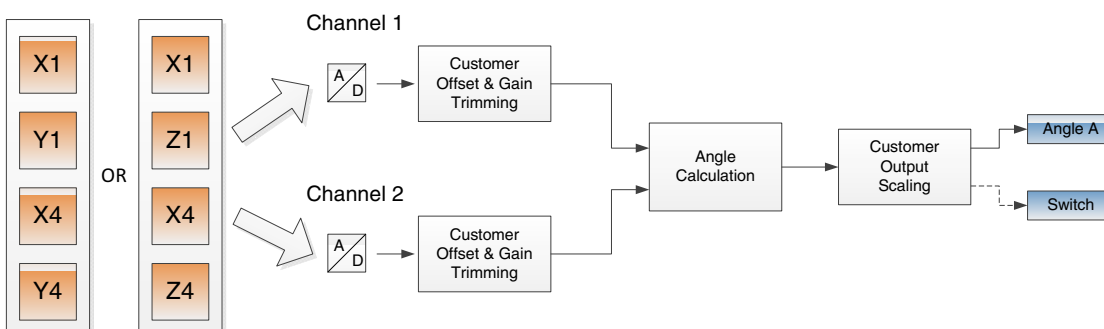 X1
Y1
X4
Y4
OR
X1
Z1
X4
Z4
Channel 1
A
D
Customer
Offset & Gain
Trimming
Channel 2
A
D
Customer
Offset & Gain
Trimming
Angle
Calculation
Customer
Output
Scaling
Angle A
Switch